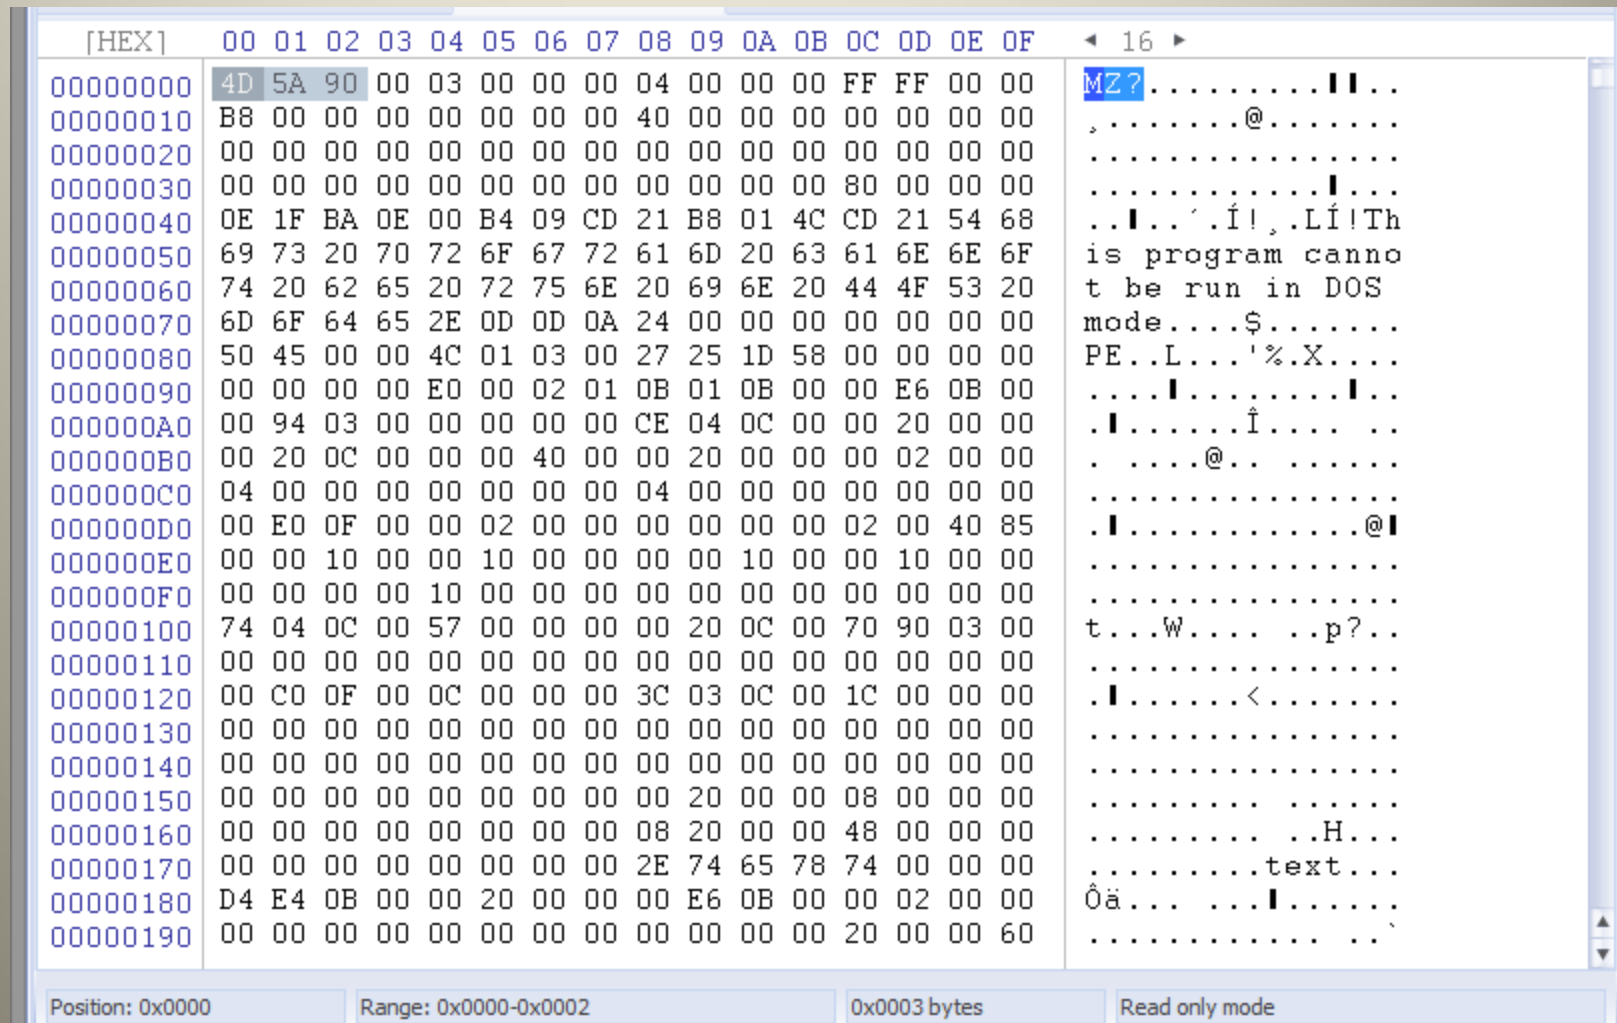 [HEX] 00 01 02 03 04 05 06 07 08 09 0A 0B 0C 0D 0E 0F ◄ 16 ►
00000000 4D 5A 90 00 03 00 00 00 04 00 00 00 FF FF 00 00 MZ?.........▌▌..
00000010 B8 00 00 00 00 00 00 00 40 00 00 00 00 00 00 00 ¸.......@.......
00000020 00 00 00 00 00 00 00 00 00 00 00 00 00 00 00 00 ................
00000030 00 00 00 00 00 00 00 00 00 00 00 00 80 00 00 00 ............▌...
00000040 0E 1F BA 0E 00 B4 09 CD 21 B8 01 4C CD 21 54 68 ..▌..´.Í!¸.LÍ!Th
00000050 69 73 20 70 72 6F 67 72 61 6D 20 63 61 6E 6E 6F is program canno
00000060 74 20 62 65 20 72 75 6E 20 69 6E 20 44 4F 53 20 t be run in DOS
00000070 6D 6F 64 65 2E 0D 0D 0A 24 00 00 00 00 00 00 00 mode....$.......
00000080 50 45 00 00 4C 01 03 00 27 25 1D 58 00 00 00 00 PE..L...'%.X....
00000090 00 00 00 00 E0 00 02 01 0B 01 0B 00 00 E6 0B 00 ....▌........▌..
000000A0 00 94 03 00 00 00 00 00 CE 04 0C 00 00 20 00 00 .▌......Î.... ..
000000B0 00 20 0C 00 00 00 40 00 00 20 00 00 00 02 00 00 . ....@.. ......
000000C0 04 00 00 00 00 00 00 00 04 00 00 00 00 00 00 00 ................
000000D0 00 E0 0F 00 00 02 00 00 00 00 00 00 02 00 40 85 .▌............@▌
000000E0 00 00 10 00 00 10 00 00 00 00 10 00 00 10 00 00 ................
000000F0 00 00 00 00 10 00 00 00 00 00 00 00 00 00 00 00 ................
00000100 74 04 0C 00 57 00 00 00 00 20 0C 00 70 90 03 00 t...W.... ..p?..
00000110 00 00 00 00 00 00 00 00 00 00 00 00 00 00 00 00 ................
00000120 00 C0 0F 00 0C 00 00 00 3C 03 0C 00 1C 00 00 00 .▌......<.......
00000130 00 00 00 00 00 00 00 00 00 00 00 00 00 00 00 00 ................
00000140 00 00 00 00 00 00 00 00 00 00 00 00 00 00 00 00 ................
00000150 00 00 00 00 00 00 00 00 00 20 00 00 08 00 00 00 ......... ......
00000160 00 00 00 00 00 00 00 00 08 20 00 00 48 00 00 00 ......... ..H...
00000170 00 00 00 00 00 00 00 00 2E 74 65 78 74 00 00 00 .........text...
00000180 D4 E4 0B 00 00 20 00 00 00 E6 0B 00 00 02 00 00 Ôä... ...▌......
00000190 00 00 00 00 00 00 00 00 00 00 00 00 20 00 00 60 ............ ..`
Position: 0x0000 Range: 0x0000-0x0002 0x0003 bytes Read only mode